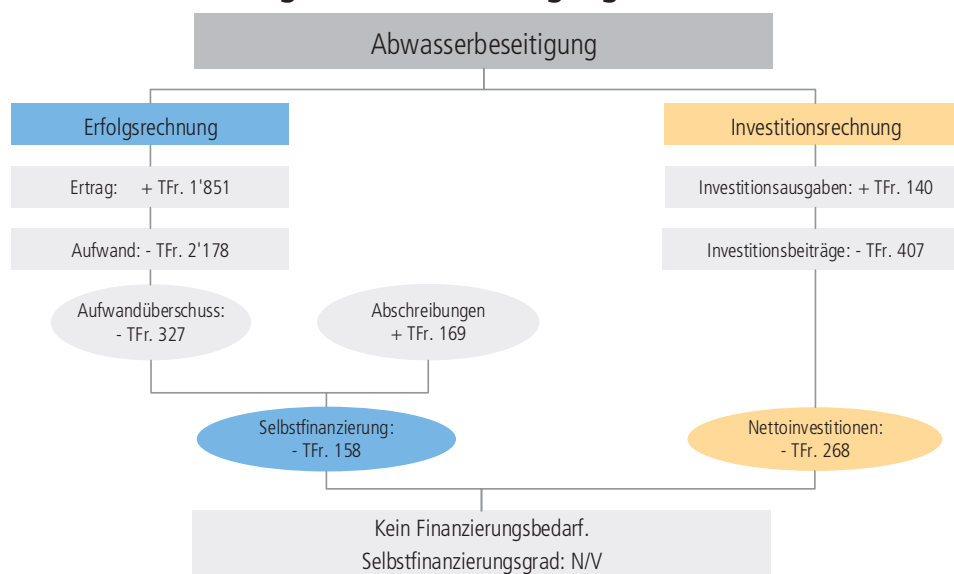 Abwasserbeseitigung
Erfolgsrechnung
Ertrag: + TFr. 1'851
Aufwand: - TFr. 2'178
Aufwandüberschuss:
- TFr. 327
Abschreibungen
+ TFr. 169
Selbstfinanzierung:
- TFr. 158
Investitionsrechnung
Investitionsausgaben: + TFr. 140
Investitionsbeiträge: - TFr. 407
Nettoinvestitionen:
- TFr. 268
Kein Finanzierungsbedarf.
Selbstfinanzierungsgrad: N/V